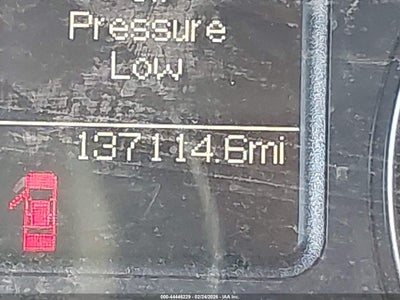 Pressure
Low
137114.6mi
000-44446229 - 02/24/2026 - IAA Inc.